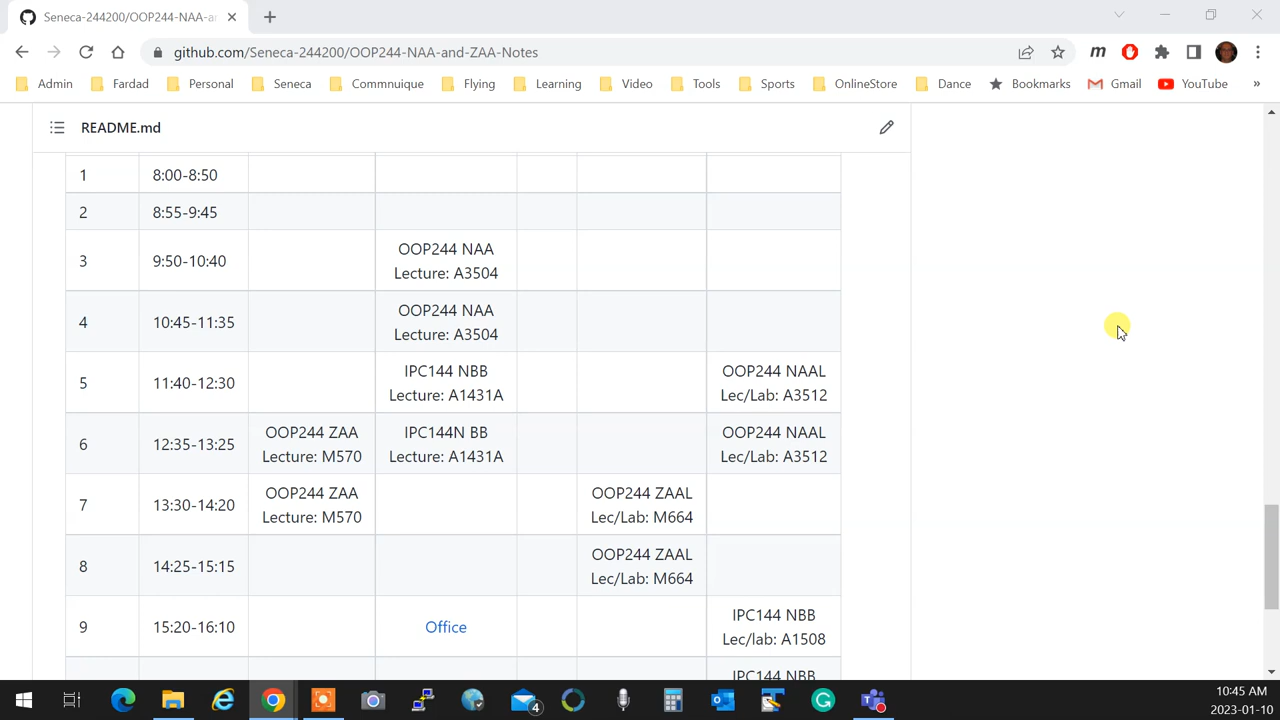 Seneca-244200/OOP244-NAA-a
github.com/Seneca-244200/OOP244-NAA-and-ZAA-Notes
Admin Fardad Personal Seneca Commnuique Flying Learning Video Tools Sports OnlineStore Dance Bookmarks Gmail YouTube »
README.md
1 8:00-8:50
2 8:55-9:45
3 9:50-10:40 OOP244 NAA
Lecture: A3504
4 10:45-11:35 OOP244 NAA
Lecture: A3504
5 11:40-12:30 IPC144 NBB OOP244 NAAL
Lecture: A1431A Lec/Lab: A3512
6 12:35-13:25 OOP244 ZAA IPC144N BB OOP244 NAAL
Lecture: M570 Lecture: A1431A Lec/Lab: A3512
7 13:30-14:20 OOP244 ZAA OOP244 ZAAL
Lecture: M570 Lec/Lab: M664
8 14:25-15:15 OOP244 ZAAL
Lec/Lab: M664
9 15:20-16:10 Office IPC144 NBB
Lec/lab: A1508
IPC144 NBB
4
10:45 AM
2023-01-10